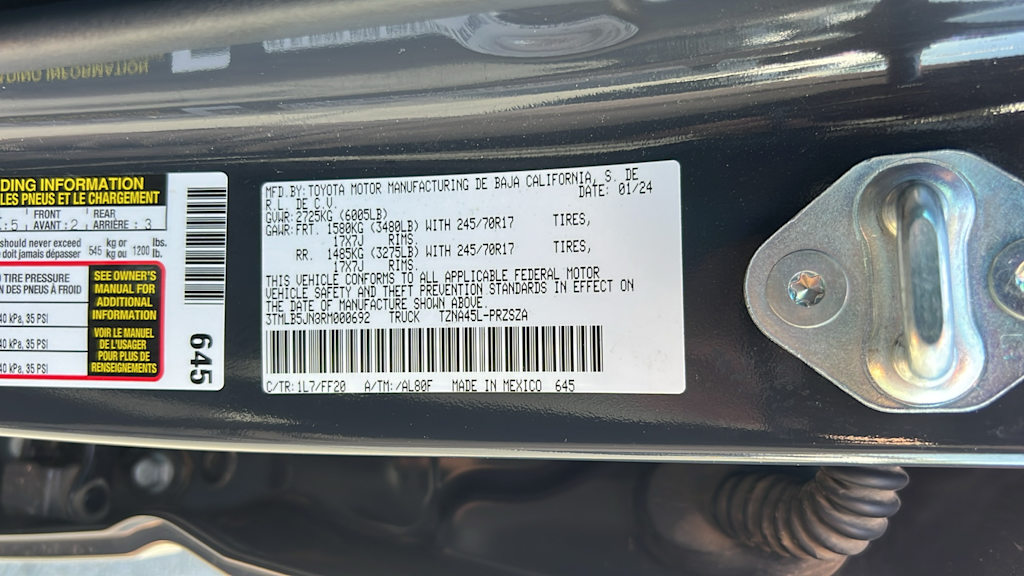 DING INFORMATION
LES PNEUS ET LE CHARGEMENT
: 5 FRONT AVANT : 2 REAR ARRIÈRE : 3
should never exceed 545 kg or 1200 lbs.
doit jamais dépasser kg ou lb.
TIRE PRESSURE
DES PNEUS À FROID
40 kPa, 35 PSI
40 kPa, 35 PSI
40 kPa, 35 PSI
SEE OWNER'S
MANUAL FOR
ADDITIONAL
INFORMATION
VOIR LE MANUEL
DE L'USAGER
POUR PLUS DE
RENSEIGNEMENTS
645
MFD. BY: TOYOTA MOTOR MANUFACTURING DE BAJA CALIFORNIA, S. DE
R.L. DE C.V. DATE: 01/24
GVWR: 2725KG (6005LB)
GAWR: FRT. 1580KG (3480LB) WITH 245/70R17 TIRES,
17X7J RIMS.
RR. 1485KG (3275LB) WITH 245/70R17 TIRES,
17X7J RIMS.
THIS VEHICLE CONFORMS TO ALL APPLICABLE FEDERAL MOTOR
VEHICLE SAFETY AND THEFT PREVENTION STANDARDS IN EFFECT ON
THE DATE OF MANUFACTURE SHOWN ABOVE.
3TMLB5JN8RM000692 TRUCK TZNA45L-PRZSZA
C/TR: 1L7/FF20 A/TM: /AL80F MADE IN MEXICO 645